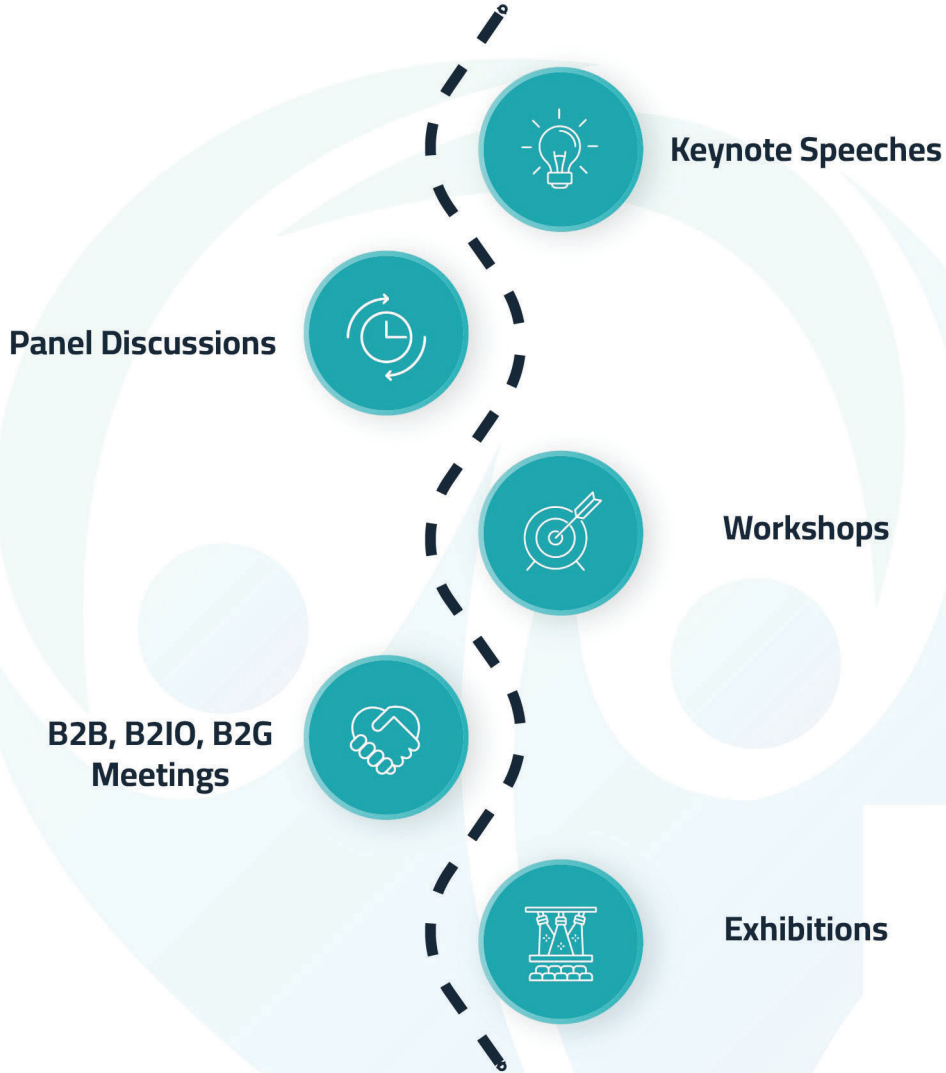 Keynote Speeches
Panel Discussions
Workshops
B2B, B2IO, B2G
Meetings
Exhibitions